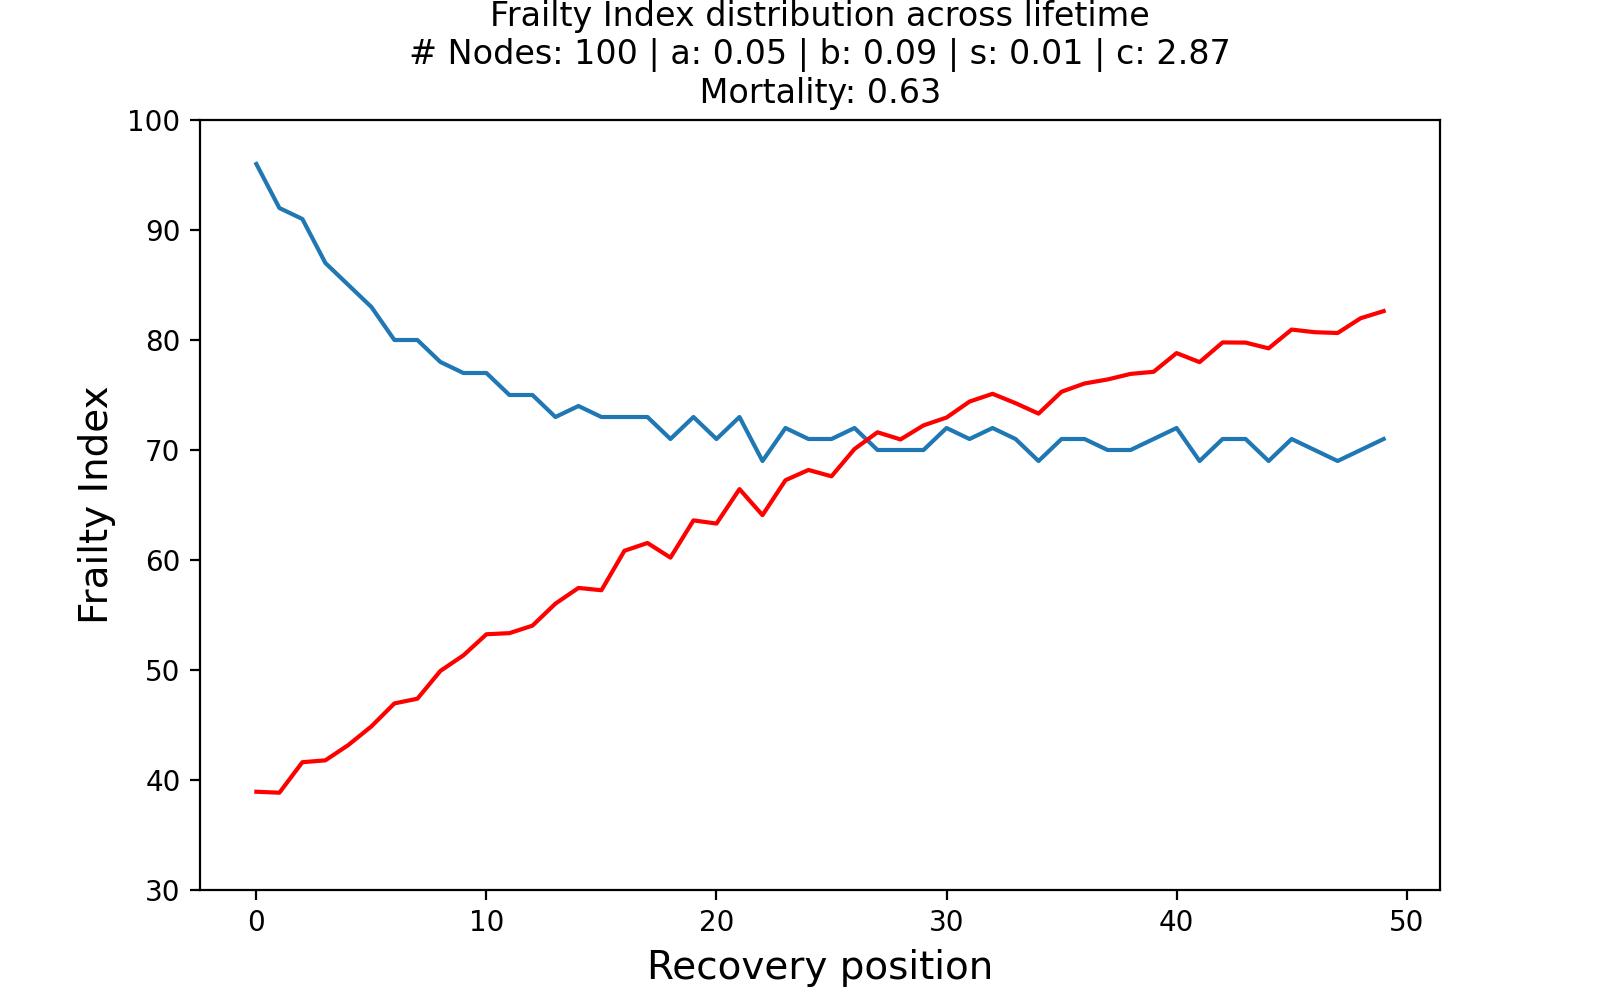 Frailty Index distribution across lifetime
# Nodes: 100 | a: 0.05 | b: 0.09 | s: 0.01 | c: 2.87
Mortality: 0.63
100
90
80
70
60
50
40
30
Frailty Index
0 10 20 30 40 50
Recovery position